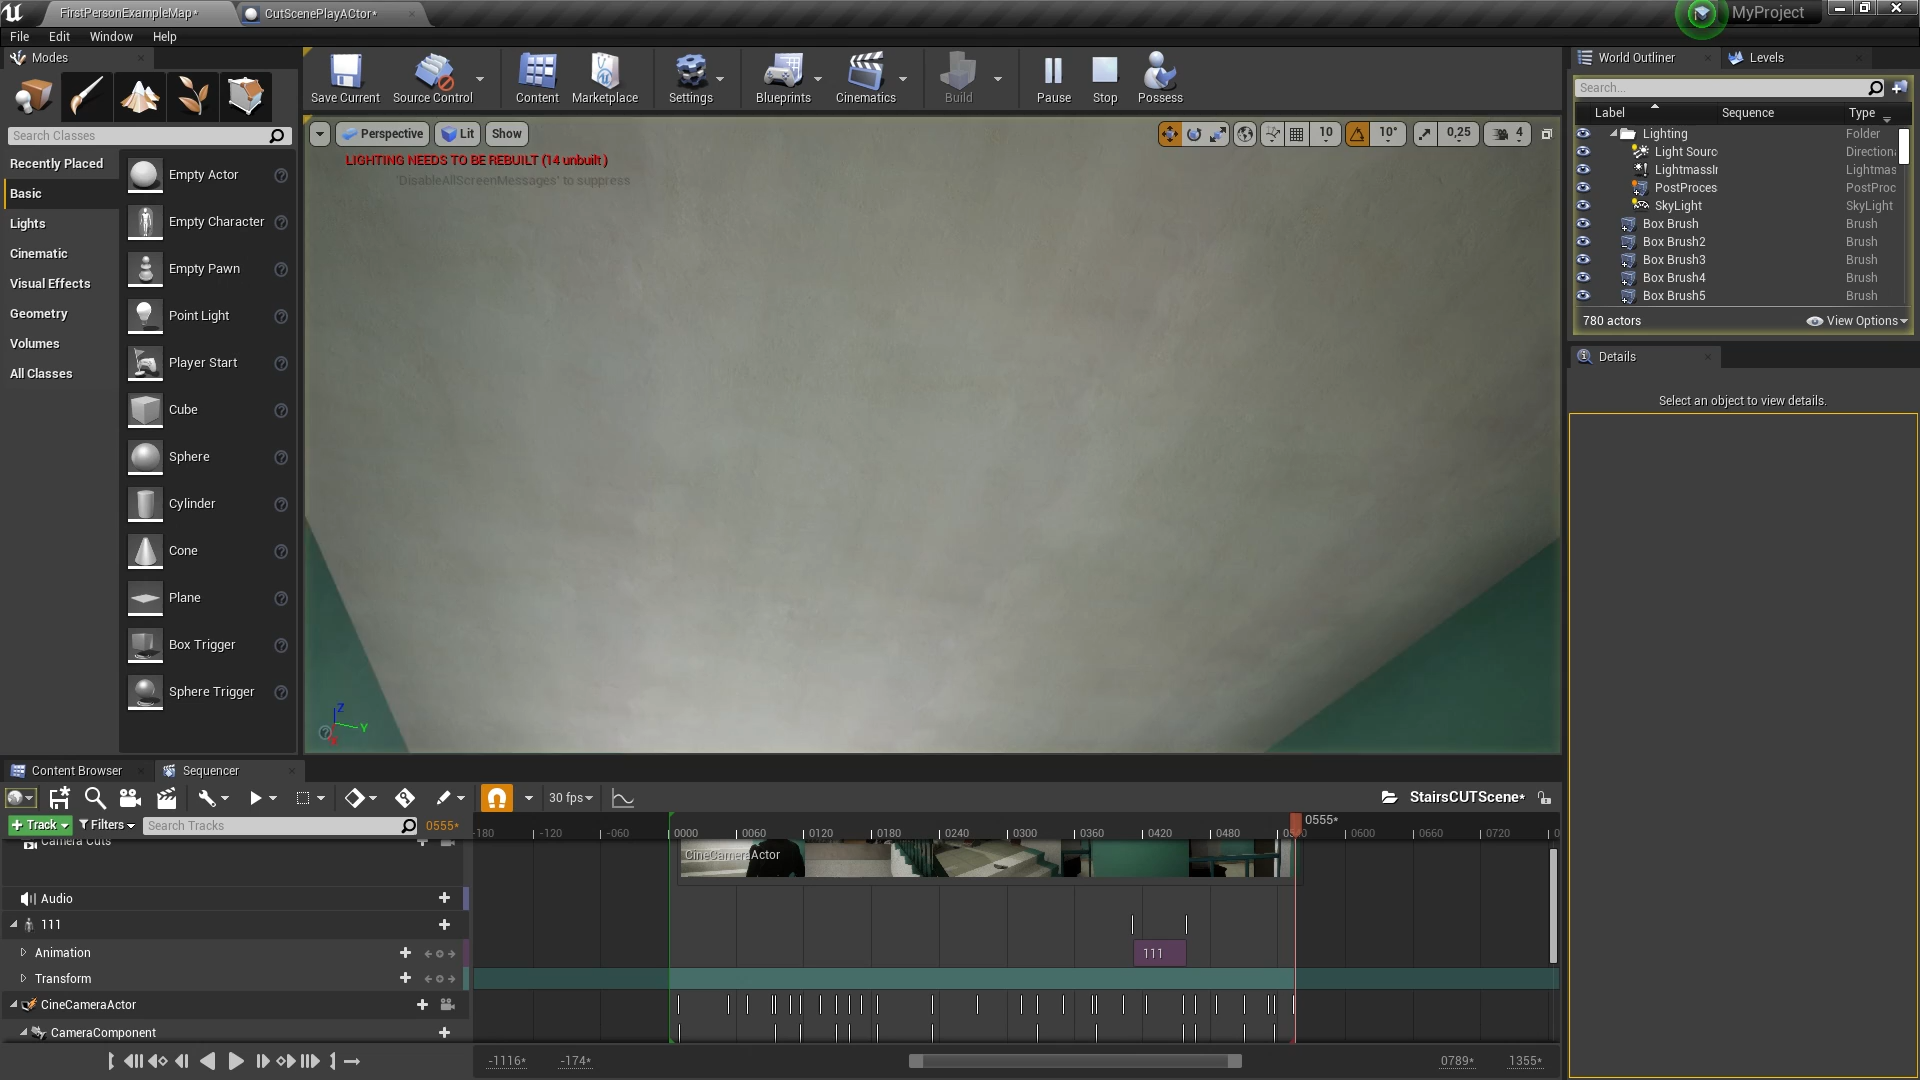 FirstPersonExampleMap*
CutScenePlayACtor*
MyProject
File Edit Window Help
Modes
Save Current
Source Control
Content
Marketplace
Settings
Blueprints
Cinematics
Build
Pause
Stop
Possess
World Outliner
Levels
Search...
Label Sequence Type
Lighting Folder
Light Sourc Direction
LightmassIr Lightmas
PostProces PostProc
SkyLight SkyLight
Box Brush Brush
Box Brush2 Brush
Box Brush3 Brush
Box Brush4 Brush
Box Brush5 Brush
780 actors View Options
Details
Select an object to view details.
Search Classes
Recently Placed
Basic
Lights
Cinematic
Visual Effects
Geometry
Volumes
All Classes
Empty Actor
Empty Character
Empty Pawn
Point Light
Player Start
Cube
Sphere
Cylinder
Cone
Plane
Box Trigger
Sphere Trigger
Perspective Lit Show
10 10° 0,25 4
LIGHTING NEEDS TO BE REBUILT (14 unbuilt)
'DisableAllScreenMessages' to suppress
Z
Y
Content Browser
Sequencer
30 fps
StairsCUTScene*
Track Filters Search Tracks 0555*
-180 -120 -060 0000 0060 0120 0180 0240 0300 0360 0420 0480 0555* 0600 0660 0720
Camera Cuts
CineCameraActor
Audio
111
Animation
111
Transform
CineCameraActor
CameraComponent
-1116* -174* 0789* 1355*